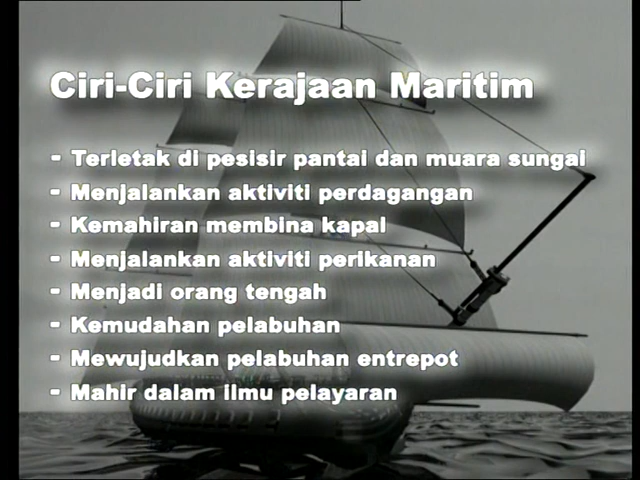 Ciri-Ciri Kerajaan Maritim
- Terletak di pesisir pantai dan muara sungai
- Menjalankan aktiviti perdagangan
- Kemahiran membina kapal
- Menjalankan aktiviti perikanan
- Menjadi orang tengah
- Kemudahan pelabuhan
- Mewujudkan pelabuhan entrepot
- Mahir dalam ilmu pelayaran